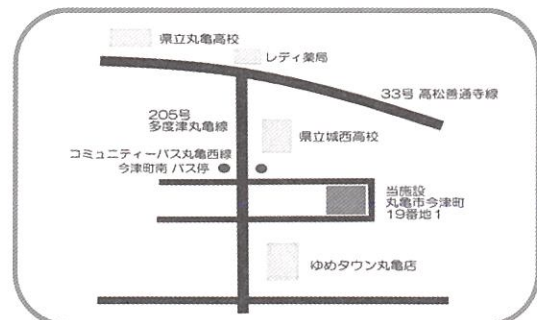 県立丸亀高校
レディ薬局
33号 高松善通寺線
205号
多度津丸亀線
県立城西高校
コミュニティーバス丸亀西線
今津町南 バス停
当施設
丸亀市今津町
19番地1
ゆめタウン丸亀店